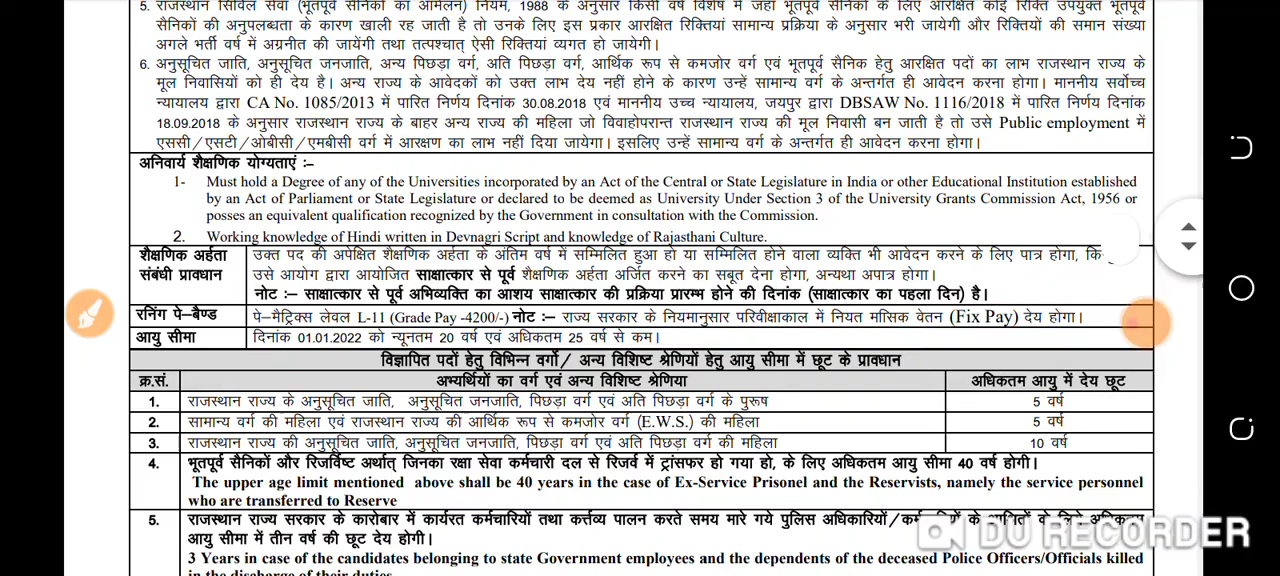 5. राजस्थान सिविल सेवा (भूतपूर्व सैनिकों का आमेलन) नियम, 1988 के अनुसार किसी वर्ष विशेष में जहां भूतपूर्व सैनिकों के लिए आरक्षित कोई रिक्ति उपयुक्त भूतपूर्व
सैनिकों की अनुपलब्धता के कारण खाली रह जाती है तो उनके लिए इस प्रकार आरक्षित रिक्तियां सामान्य प्रक्रिया के अनुसार भरी जायेगी और रिक्तियों की समान संख्या
अगले भर्ती वर्ष में अग्रनीत की जायेंगी तथा तत्पश्चात् ऐसी रिक्तियां व्यगत हो जायेगी।
6. अनुसूचित जाति, अनुसूचित जनजाति, अन्य पिछड़ा वर्ग, अति पिछड़ा वर्ग, आर्थिक रूप से कमजोर वर्ग एवं भूतपूर्व सैनिक हेतु आरक्षित पदों का लाभ राजस्थान राज्य के
मूल निवासियों को ही देय है। अन्य राज्य के आवेदकों को उक्त लाभ देय नहीं होने के कारण उन्हें सामान्य वर्ग के अन्तर्गत ही आवेदन करना होगा। माननीय सर्वोच्च
न्यायालय द्वारा CA No. 1085/2013 में पारित निर्णय दिनांक 30.08.2018 एवं माननीय उच्च न्यायालय, जयपुर द्वारा DBSAW No. 1116/2018 में पारित निर्णय दिनांक
18.09.2018 के अनुसार राजस्थान राज्य के बाहर अन्य राज्य की महिला जो विवाहोपरान्त राजस्थान राज्य की मूल निवासी बन जाती है तो उसे Public employment में
एससी/एसटी/ओबीसी/एमबीसी वर्ग में आरक्षण का लाभ नहीं दिया जायेगा। इसलिए उन्हें सामान्य वर्ग के अन्तर्गत ही आवेदन करना होगा।
अनिवार्य शैक्षणिक योग्यताएं :–
1- Must hold a Degree of any of the Universities incorporated by an Act of the Central or State Legislature in India or other Educational Institution established
by an Act of Parliament or State Legislature or declared to be deemed as University Under Section 3 of the University Grants Commission Act, 1956 or
posses an equivalent qualification recognized by the Government in consultation with the Commission.
2. Working knowledge of Hindi written in Devnagri Script and knowledge of Rajasthani Culture.
शैक्षणिक अर्हता संबंधी प्रावधान
उक्त पद की अपेक्षित शैक्षणिक अर्हता के अंतिम वर्ष में सम्मिलित हुआ हो या सम्मिलित होने वाला व्यक्ति भी आवेदन करने के लिए पात्र होगा,
उसे आयोग द्वारा आयोजित साक्षात्कार से पूर्व शैक्षणिक अर्हता अर्जित करने का सबूत देना होगा, अन्यथा अपात्र होगा।
नोट :– साक्षात्कार से पूर्व अभिव्यक्ति का आशय साक्षात्कार की प्रक्रिया प्रारम्भ होने की दिनांक (साक्षात्कार का पहला दिन) है।
रनिंग पे–बैण्ड पे–मैट्रिक्स लेवल L-11 (Grade Pay -4200/-) नोट :– राज्य सरकार के नियमानुसार परिवीक्षाकाल में नियत मासिक वेतन (Fix Pay) देय होगा।
आयु सीमा दिनांक 01.01.2022 को न्यूनतम 20 वर्ष एवं अधिकतम 25 वर्ष से कम।
विज्ञापित पदों हेतु विभिन्न वर्गो/ अन्य विशिष्ट श्रेणियों हेतु आयु सीमा में छूट के प्रावधान
क्र.सं. अभ्यर्थियों का वर्ग एवं अन्य विशिष्ट श्रेणिया अधिकतम आयु में देय छूट
1. राजस्थान राज्य के अनुसूचित जाति, अनुसूचित जनजाति, पिछड़ा वर्ग एवं अति पिछड़ा वर्ग के पुरूष 5 वर्ष
2. सामान्य वर्ग की महिला एवं राजस्थान राज्य की आर्थिक रूप से कमजोर वर्ग (E.W.S.) की महिला 5 वर्ष
3. राजस्थान राज्य की अनुसूचित जाति, अनुसूचित जनजाति, पिछड़ा वर्ग एवं अति पिछड़ा वर्ग की महिला 10 वर्ष
4. भूतपूर्व सैनिकों और रिजर्विष्ट अर्थात् जिनका रक्षा सेवा कर्मचारी दल से रिजर्व में ट्रांसफर हो गया हो, के लिए अधिकतम आयु सीमा 40 वर्ष होगी।
The upper age limit mentioned above shall be 40 years in the case of Ex-Service Prisonel and the Reservists, namely the service personnel
who are transferred to Reserve
5. राजस्थान राज्य सरकार के कारोबार में कार्यरत कर्मचारियों तथा कर्त्तव्य पालन करते समय मारे गये पुलिस अधिकारियों/
आयु सीमा में तीन वर्ष की छूट देय होगी।
DU RECORDER
3 Years in case of the candidates belonging to state Government employees and the dependents of the deceased Police Officers/Officials killed
in the discharge of their duties